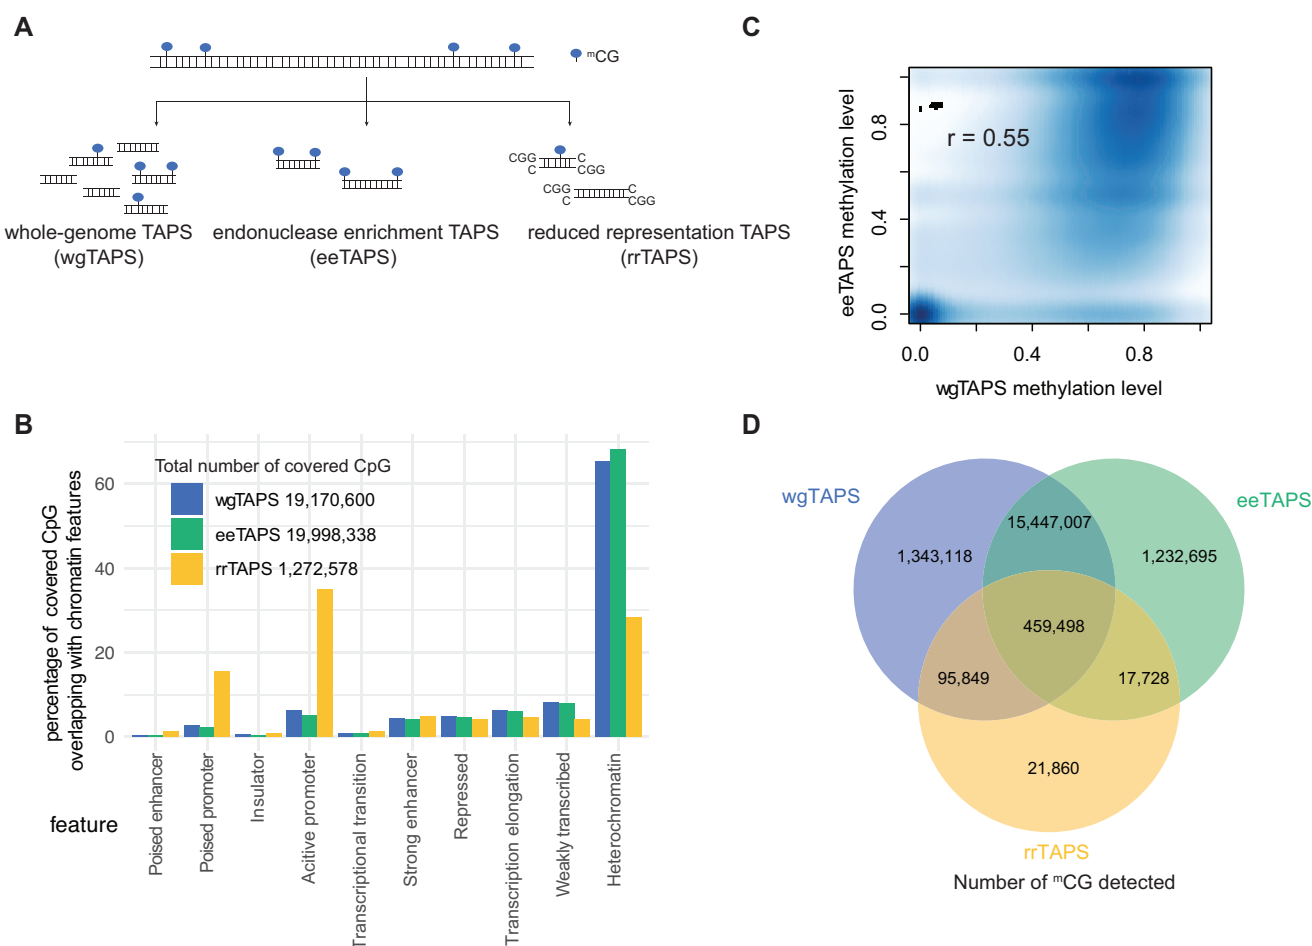 A
mCG
CGG
C
C
CGG
CGG
C
C
CGG
whole-genome TAPS
(wgTAPS)
endonuclease enrichment TAPS
(eeTAPS)
reduced representation TAPS
(rrTAPS)
B
percentage of covered CpG
overlapping with chromatin features
60
40
20
0
Total number of covered CpG
wgTAPS 19,170,600
eeTAPS 19,998,338
rrTAPS 1,272,578
feature
Poised enhancer
Poised promoter
Insulator
Acitive promoter
Transcriptional transition
Strong enhancer
Repressed
Transcription elongation
Weakly transcribed
Heterochromatin
C
eeTAPS methylation level
0.8
0.4
0.0
r = 0.55
0.0
0.4
0.8
wgTAPS methylation level
D
wgTAPS
eeTAPS
15,447,007
1,343,118
1,232,695
459,498
95,849
17,728
21,860
rrTAPS
Number of mCG detected